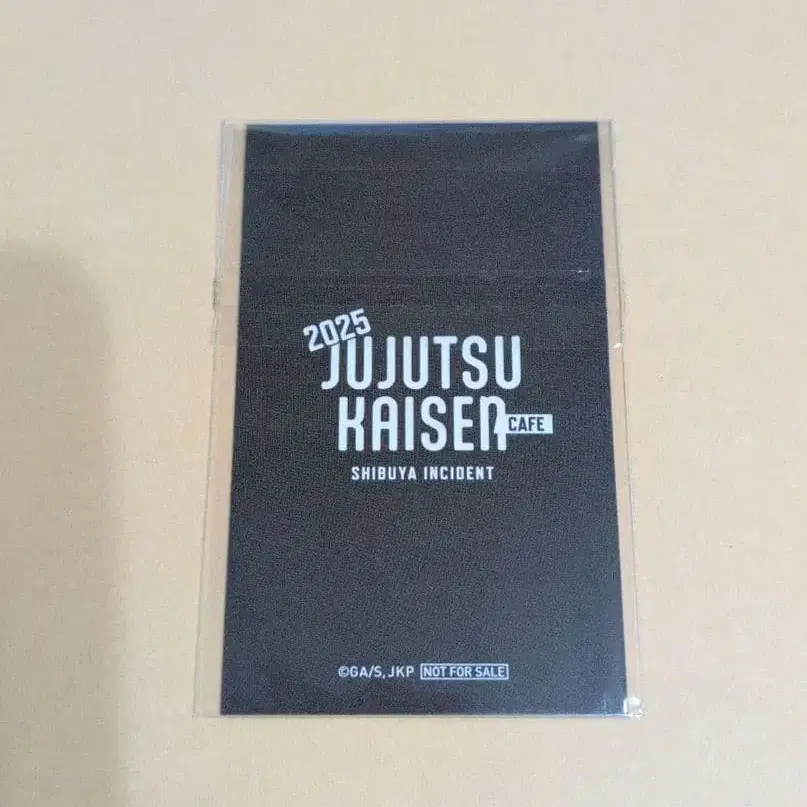 2025
JUJUTSU
KAISEN CAFE
SHIBUYA INCIDENT
©GA/S, JKP NOT FOR SALE